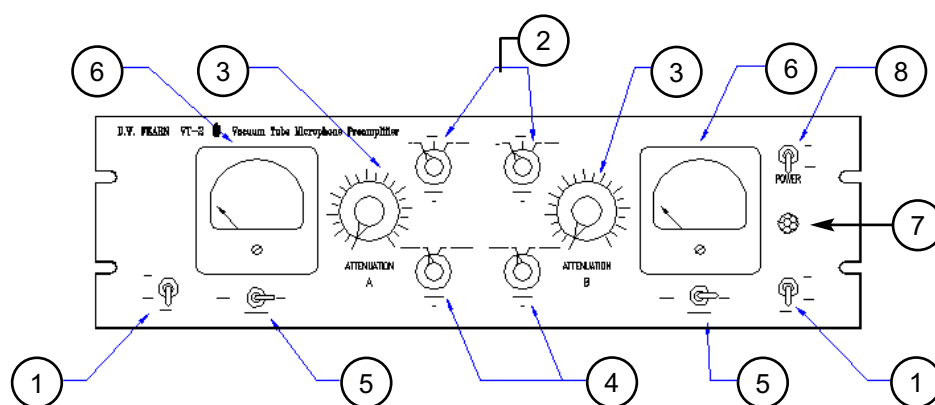 2
6 3 3 6 8
D.W. FEARN VT-2 Vacuum Tube Microphone Preamplifier
POWER
7
ATTENUATION ATTENUATION
A B
1 5 4 5 1